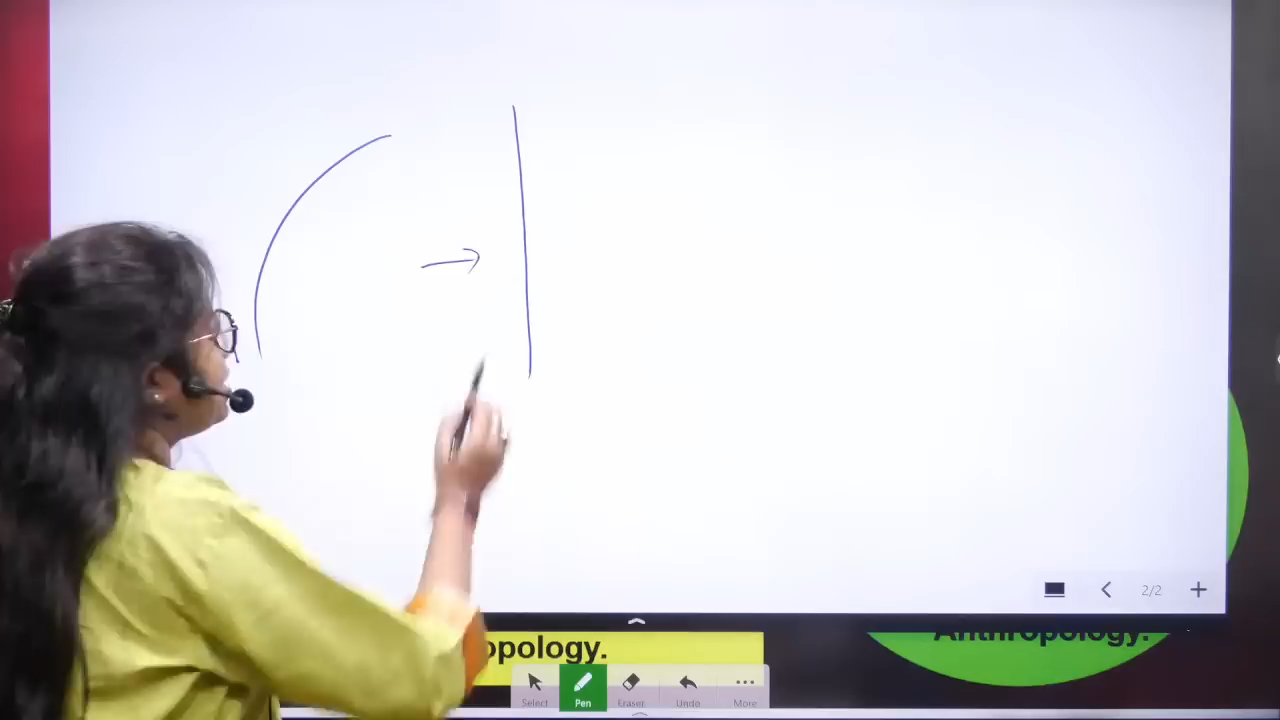 2/2
opology.
Anthropology.
Select
Pen
Eraser
Undo
More